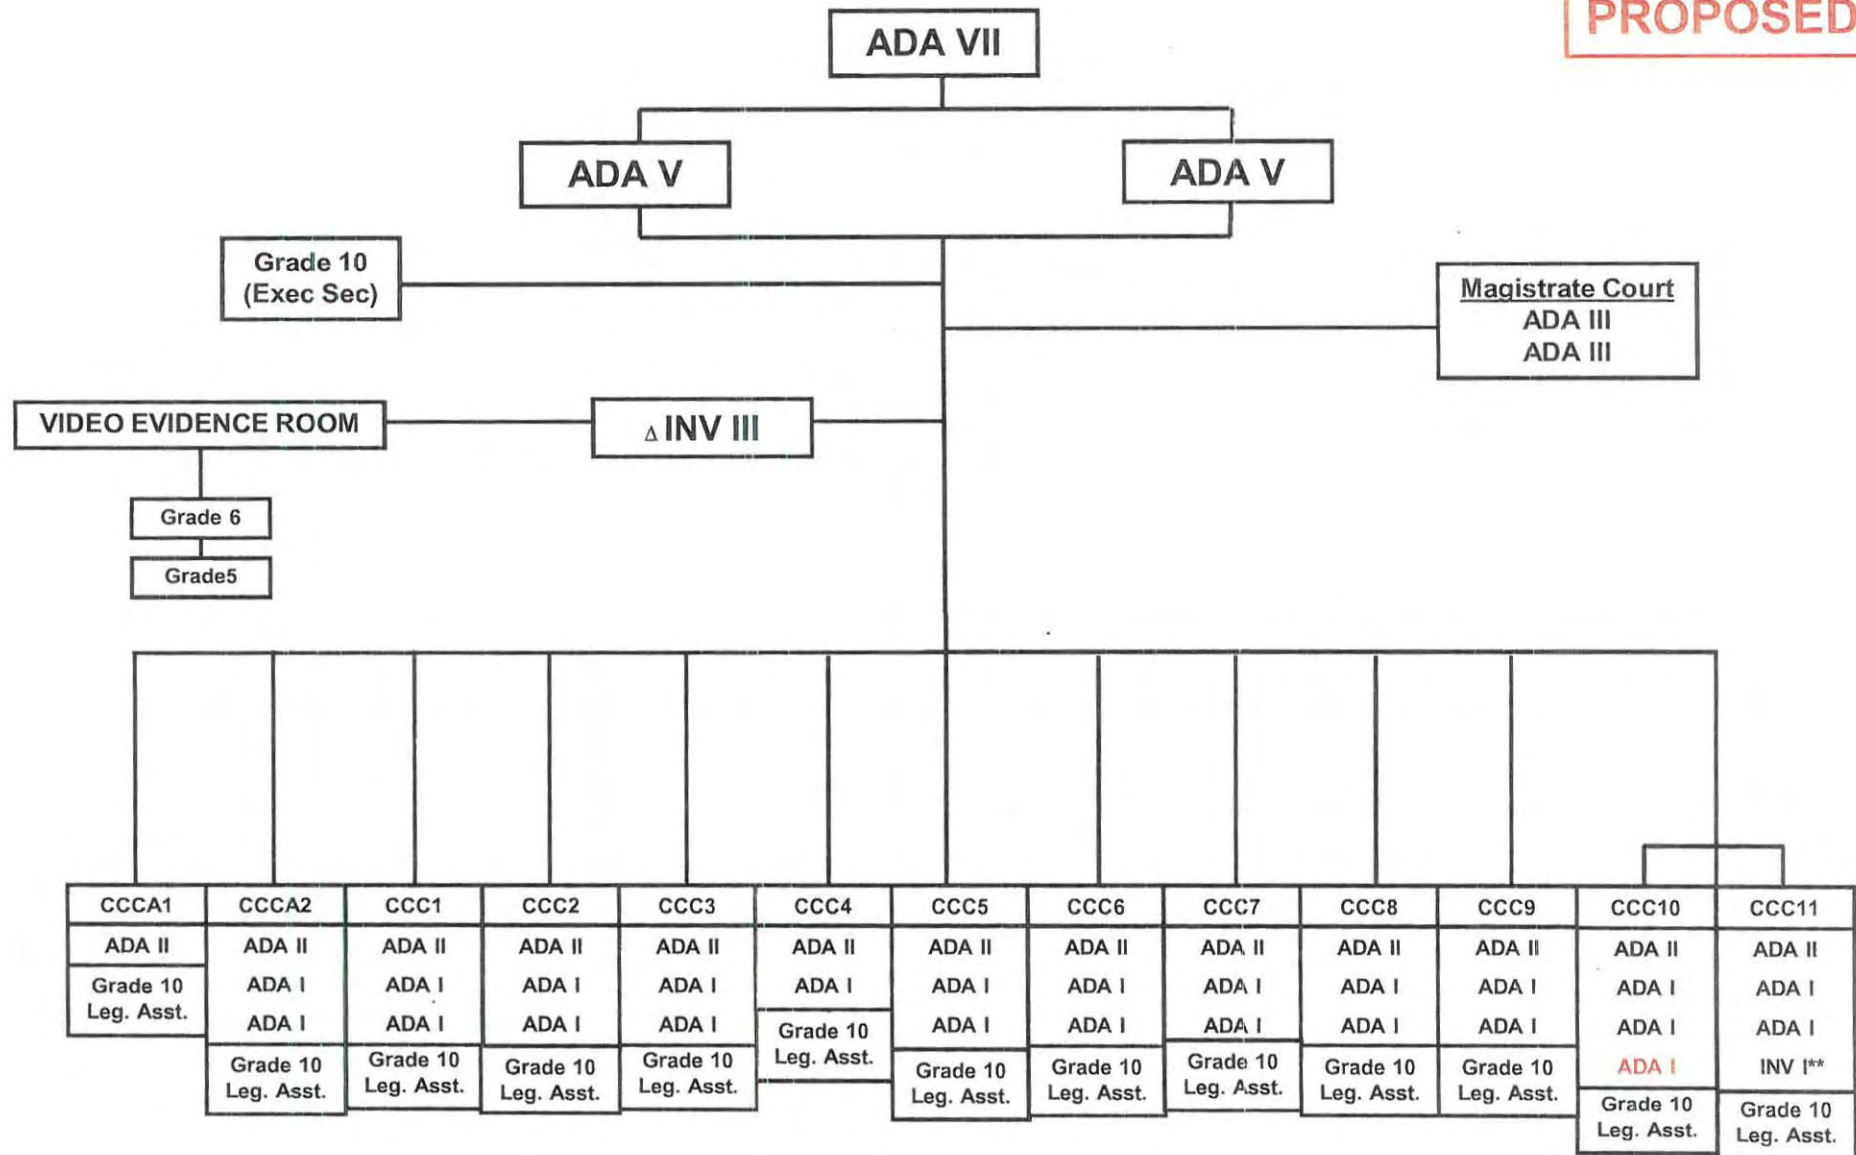 PROPOSED
ADA VII
ADA V
ADA V
Grade 10
(Exec Sec)
Magistrate Court
ADA III
ADA III
VIDEO EVIDENCE ROOM
Δ INV III
Grade 6
Grade5
CCCA1
ADA II
Grade 10
Leg. Asst.
CCCA2
ADA II
ADA I
ADA I
Grade 10
Leg. Asst.
CCC1
ADA II
ADA I
ADA I
Grade 10
Leg. Asst.
CCC2
ADA II
ADA I
ADA I
Grade 10
Leg. Asst.
CCC3
ADA II
ADA I
ADA I
Grade 10
Leg. Asst.
CCC4
ADA II
ADA I
Grade 10
Leg. Asst.
CCC5
ADA II
ADA I
ADA I
Grade 10
Leg. Asst.
CCC6
ADA II
ADA I
ADA I
Grade 10
Leg. Asst.
CCC7
ADA II
ADA I
ADA I
Grade 10
Leg. Asst.
CCC8
ADA II
ADA I
ADA I
Grade 10
Leg. Asst.
CCC9
ADA II
ADA I
ADA I
Grade 10
Leg. Asst.
CCC10
ADA II
ADA I
ADA I
ADA I
Grade 10
Leg. Asst.
CCC11
ADA II
ADA I
ADA I
INV I**
Grade 10
Leg. Asst.